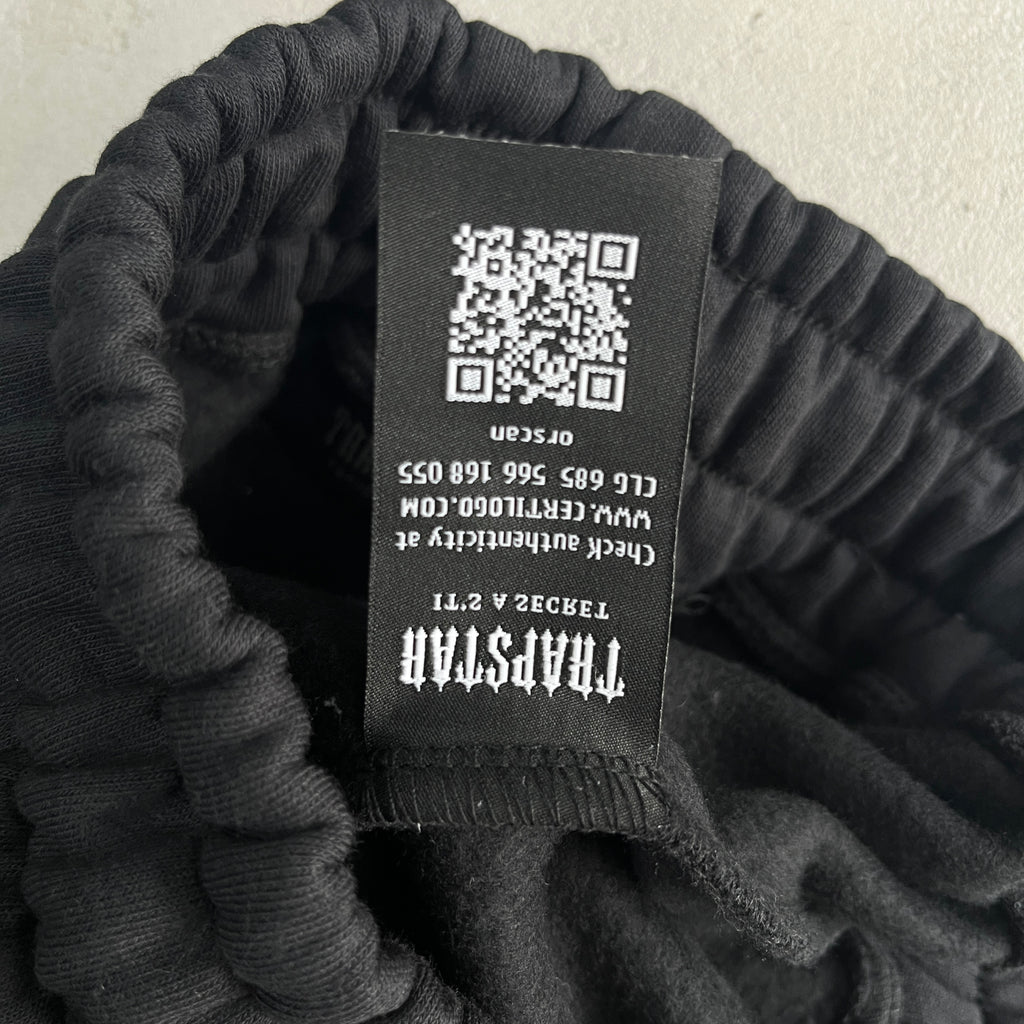 TRAPSTAR
IT'S A SECRET
Check authenticity at
WWW.CERTILOGO.COM
CLG 685 566 168 055
orscan